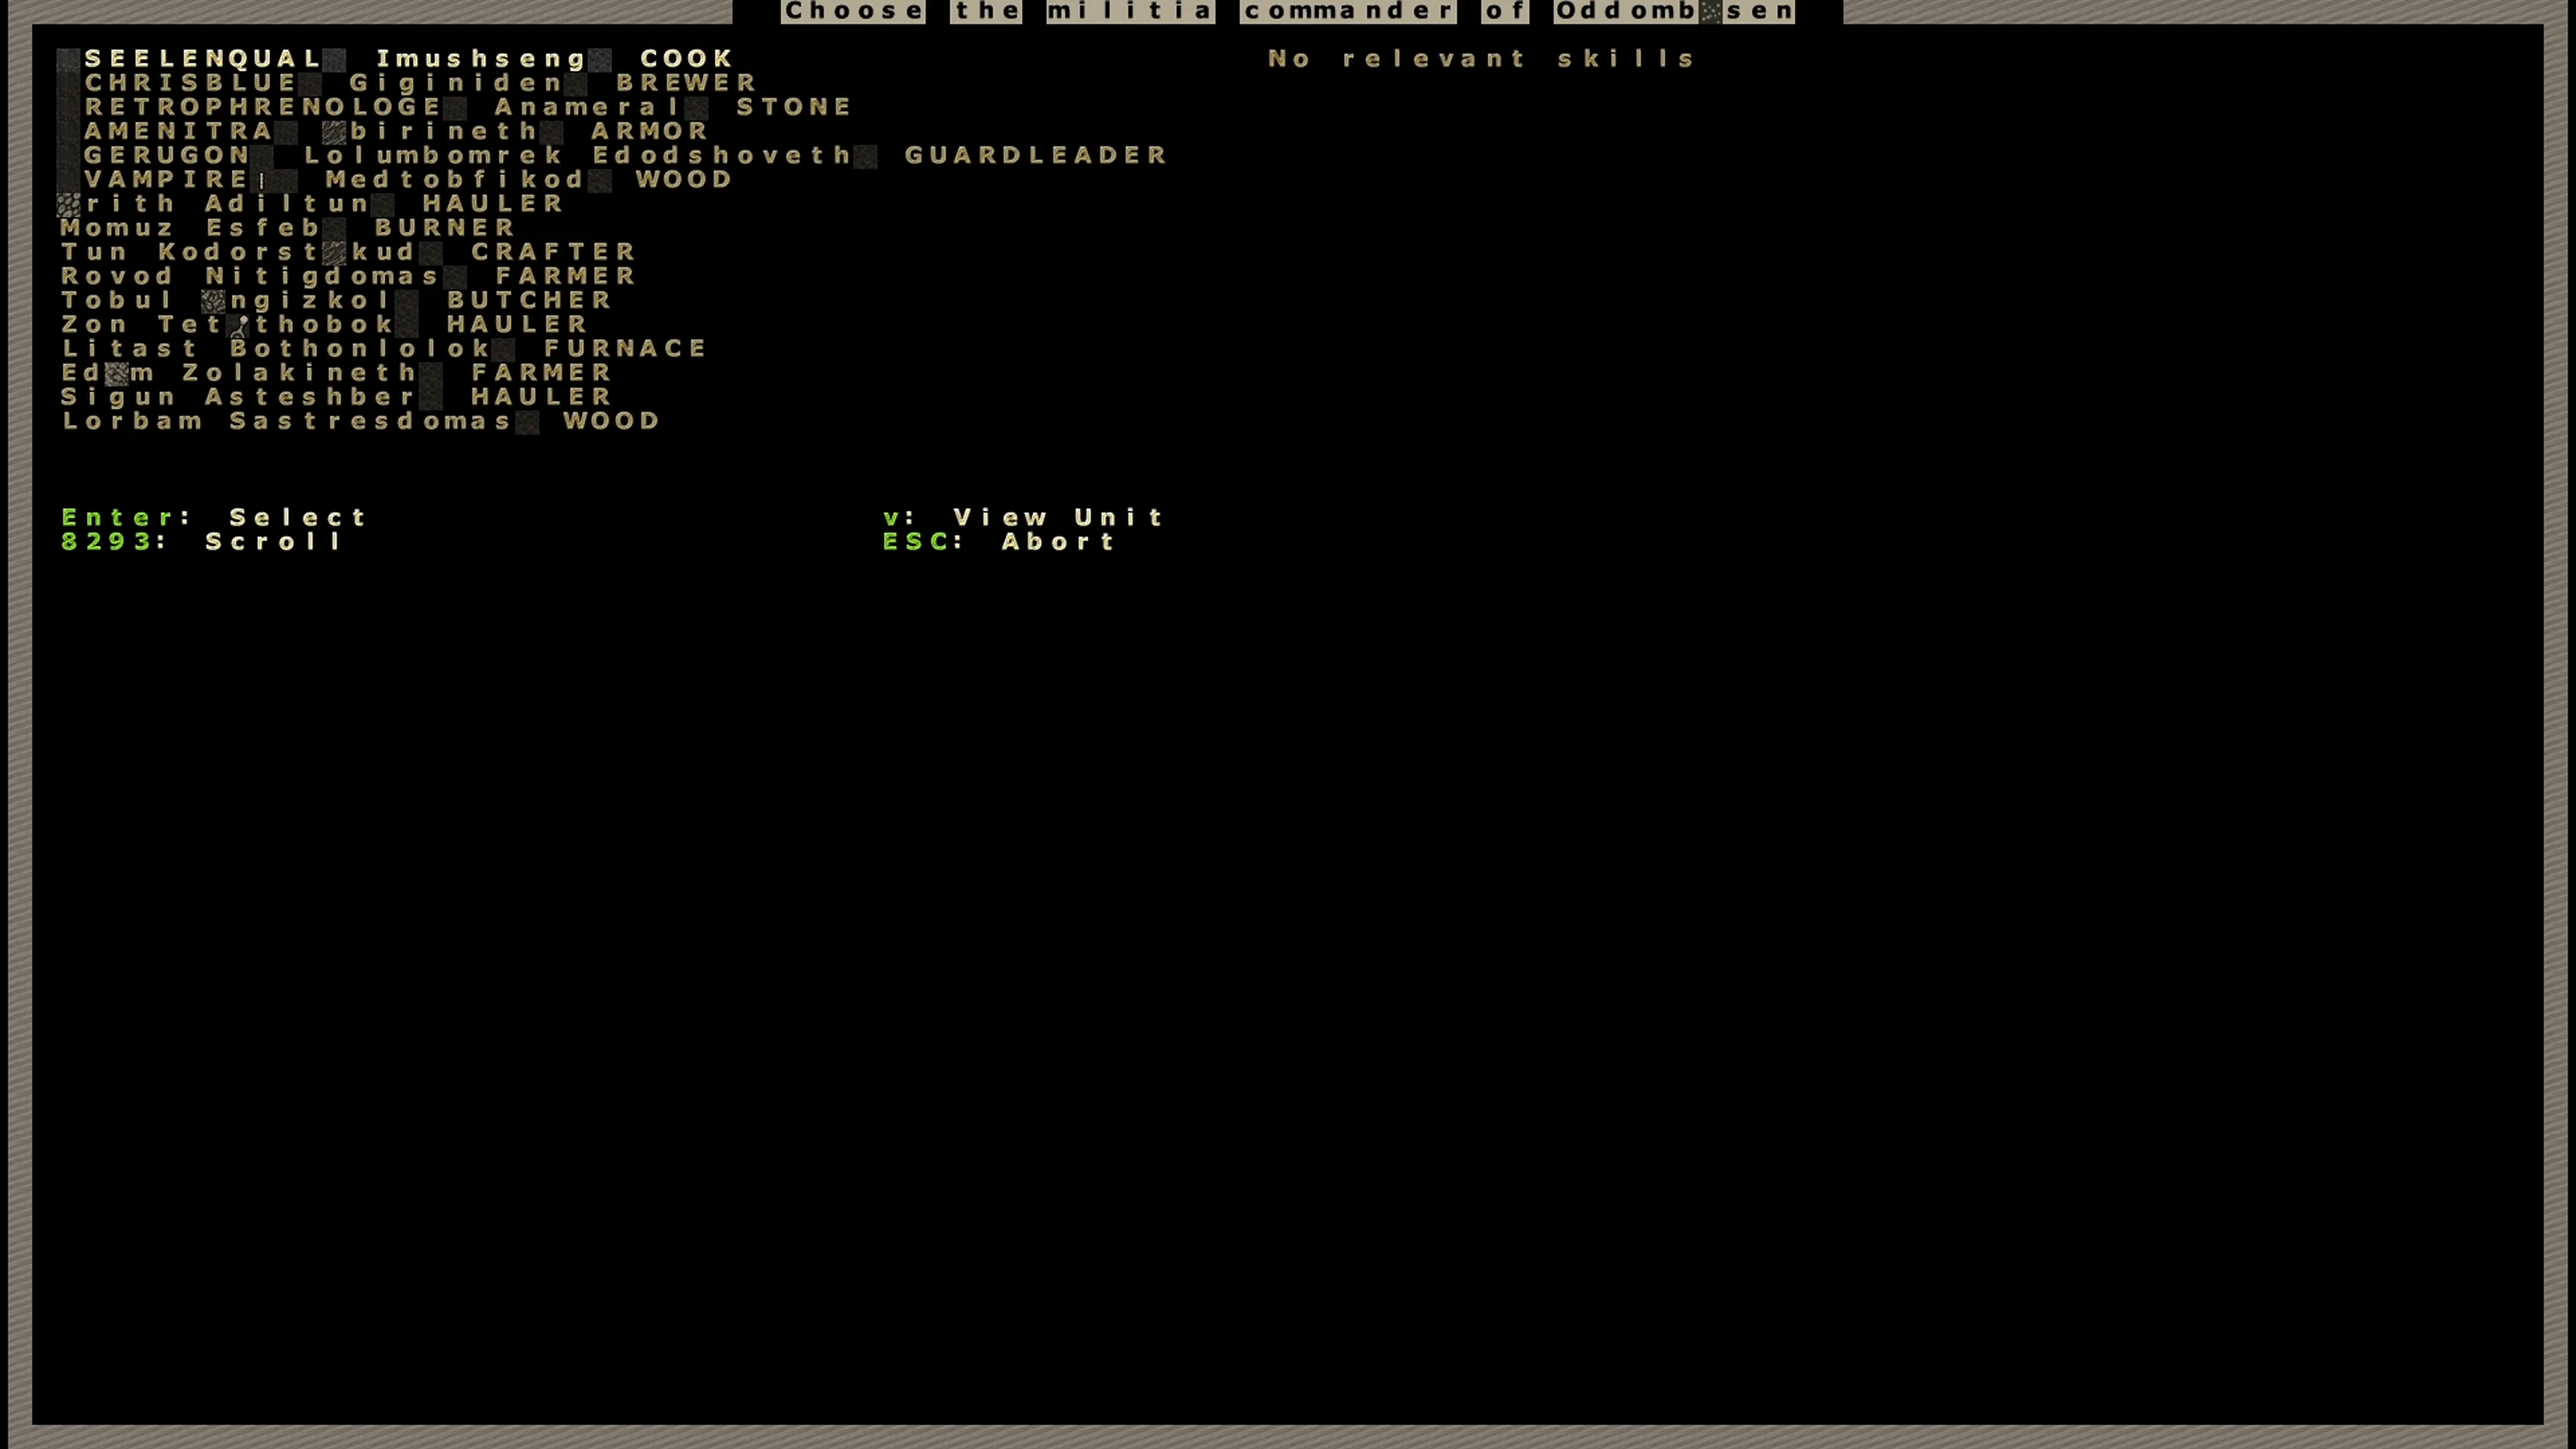 Choose the militia commander of Oddomb sen
SEELENQUAL Imushseng COOK No relevant skills
CHRISBLUE Giginiden BREWER
RETROPHRENOLOGE Anameral STONE
AMENITRA birineth ARMOR
GERUGON Lolumbomrek Edodshoveth GUARDLEADER
VAMPIRE Medtobfikod WOOD
rith Adiltun HAULER
Momuz Esfeb BURNER
Tun Kodorst kud CRAFTER
Rovod Nitigdomas FARMER
Tobul ngizkol BUTCHER
Zon Tet thobok HAULER
Litast Bothonlolok FURNACE
Ed m Zolakineth FARMER
Sigun Asteshber HAULER
Lorbam Sastresdomas WOOD
Enter: Select v: View Unit
8293: Scroll ESC: Abort